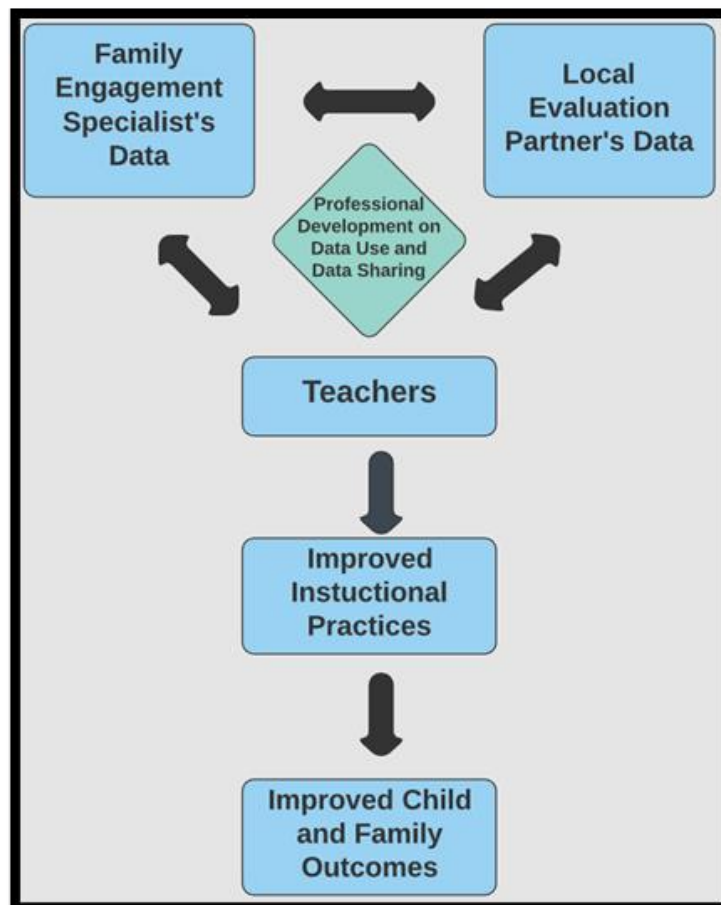 Family
Engagement
Specialist's
Data
Local
Evaluation
Partner's Data
Professional
Development on
Data Use and
Data Sharing
Teachers
Improved
Instuctional
Practices
Improved Child
and Family
Outcomes